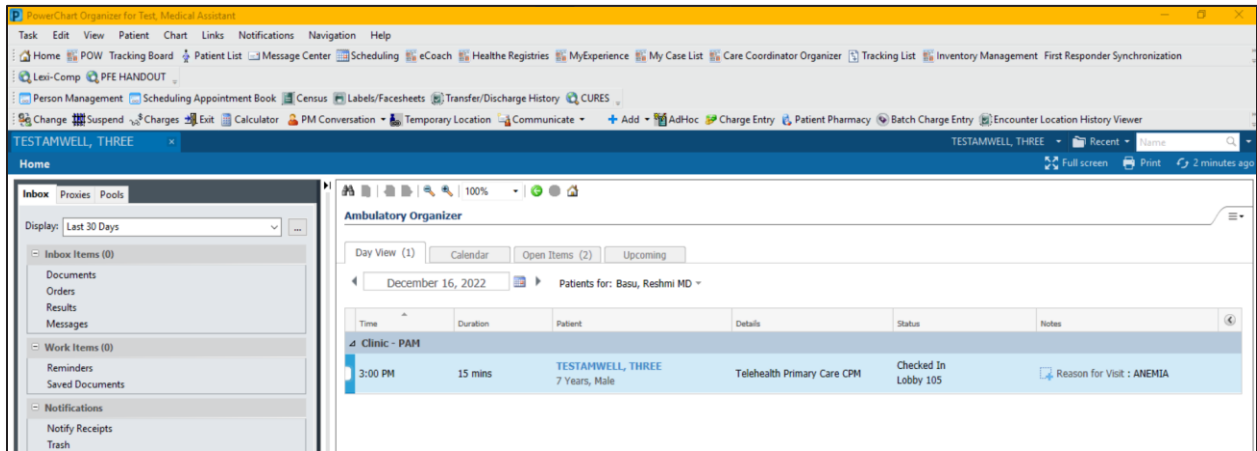 PowerChart Organizer for Test, Medical Assistant
Task Edit View Patient Chart Links Notifications Navigation Help
Home POW Tracking Board Patient List Message Center Scheduling eCoach Healthe Registries MyExperience My Case List Care Coordinator Organizer Tracking List Inventory Management First Responder Synchronization
Lexi-Comp PFE HANDOUT
Person Management Scheduling Appointment Book Census Labels/Facesheets Transfer/Discharge History CURES
Change Suspend Charges Exit Calculator PM Conversation Temporary Location Communicate Add AdHoc Charge Entry Patient Pharmacy Batch Charge Entry Encounter Location History Viewer
TESTAMWELL, THREE × TESTAMWELL, THREE Recent Name
Home Full screen Print 2 minutes ago
Inbox Proxies Pools
100%
Ambulatory Organizer
Display: Last 30 Days ...
Inbox Items (0)
Documents
Orders
Results
Messages
Work Items (0)
Reminders
Saved Documents
Notifications
Notify Receipts
Trash
Day View (1) Calendar Open Items (2) Upcoming
December 16, 2022 Patients for: Basu, Reshmi MD
Time Duration Patient Details Status Notes
Clinic - PAM
3:00 PM 15 mins TESTAMWELL, THREE Telehealth Primary Care CPM Checked In Reason for Visit : ANEMIA
7 Years, Male Lobby 105